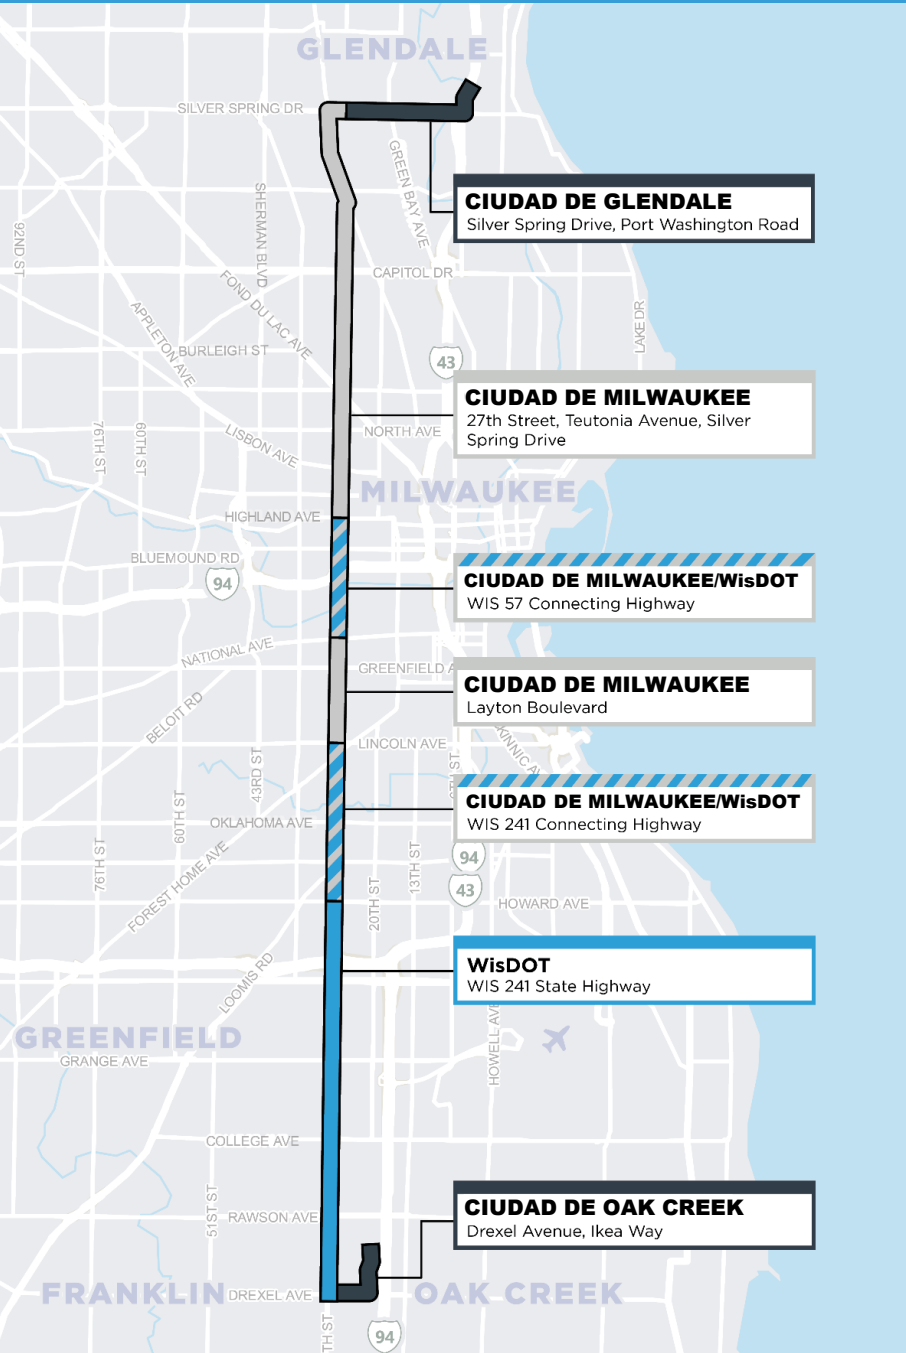 GLENDALE
SILVER SPRING DR
GREEN BAY AVE
SHERMAN BLVD
92ND ST
CIUDAD DE GLENDALE
Silver Spring Drive, Port Washington Road
CAPITOL DR
FOND DU LAC AVE
APPLETON AVE
LAKE DR
BURLEIGH ST
43
CIUDAD DE MILWAUKEE
27th Street, Teutonia Avenue, Silver
Spring Drive
76TH ST
60TH ST
LISBON AVE
NORTH AVE
MILWAUKEE
HIGHLAND AVE
BLUEMOUND RD
94
CIUDAD DE MILWAUKEE/WisDOT
WIS 57 Connecting Highway
NATIONAL AVE
GREENFIELD A
CIUDAD DE MILWAUKEE
Layton Boulevard
BELOIT RD
LINCOLN AVE
KINNIC AV
43RD ST
TH ST
CIUDAD DE MILWAUKEE/WisDOT
WIS 241 Connecting Highway
60TH ST
OKLAHOMA AVE
76TH ST
FOREST HOME AVE
13TH ST
94
43
20TH ST
HOWARD AVE
WisDOT
WIS 241 State Highway
LOOMIS RD
HOWELL AVE
GREENFIELD
GRANGE AVE
COLLEGE AVE
51ST ST
RAWSON AVE
CIUDAD DE OAK CREEK
Drexel Avenue, Ikea Way
FRANKLIN
DREXEL AVE
OAK CREEK
TH ST
94